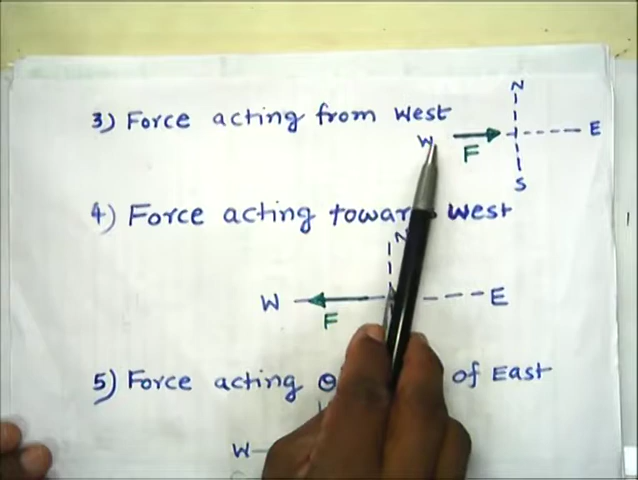 3) Force acting from West
N
W F E
S
4) Force acting towar West
N
W E
F
5) Force acting θ of East
W